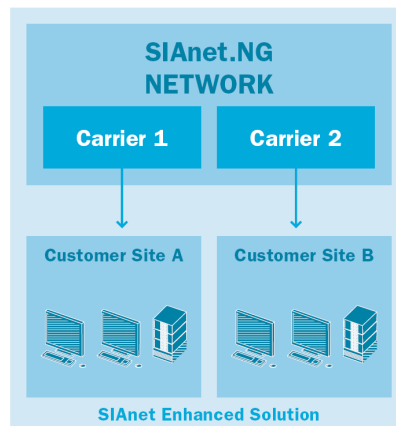 SIAnet.NG
NETWORK
Carrier 1
Carrier 2
Customer Site A
Customer Site B
SIAnet Enhanced Solution